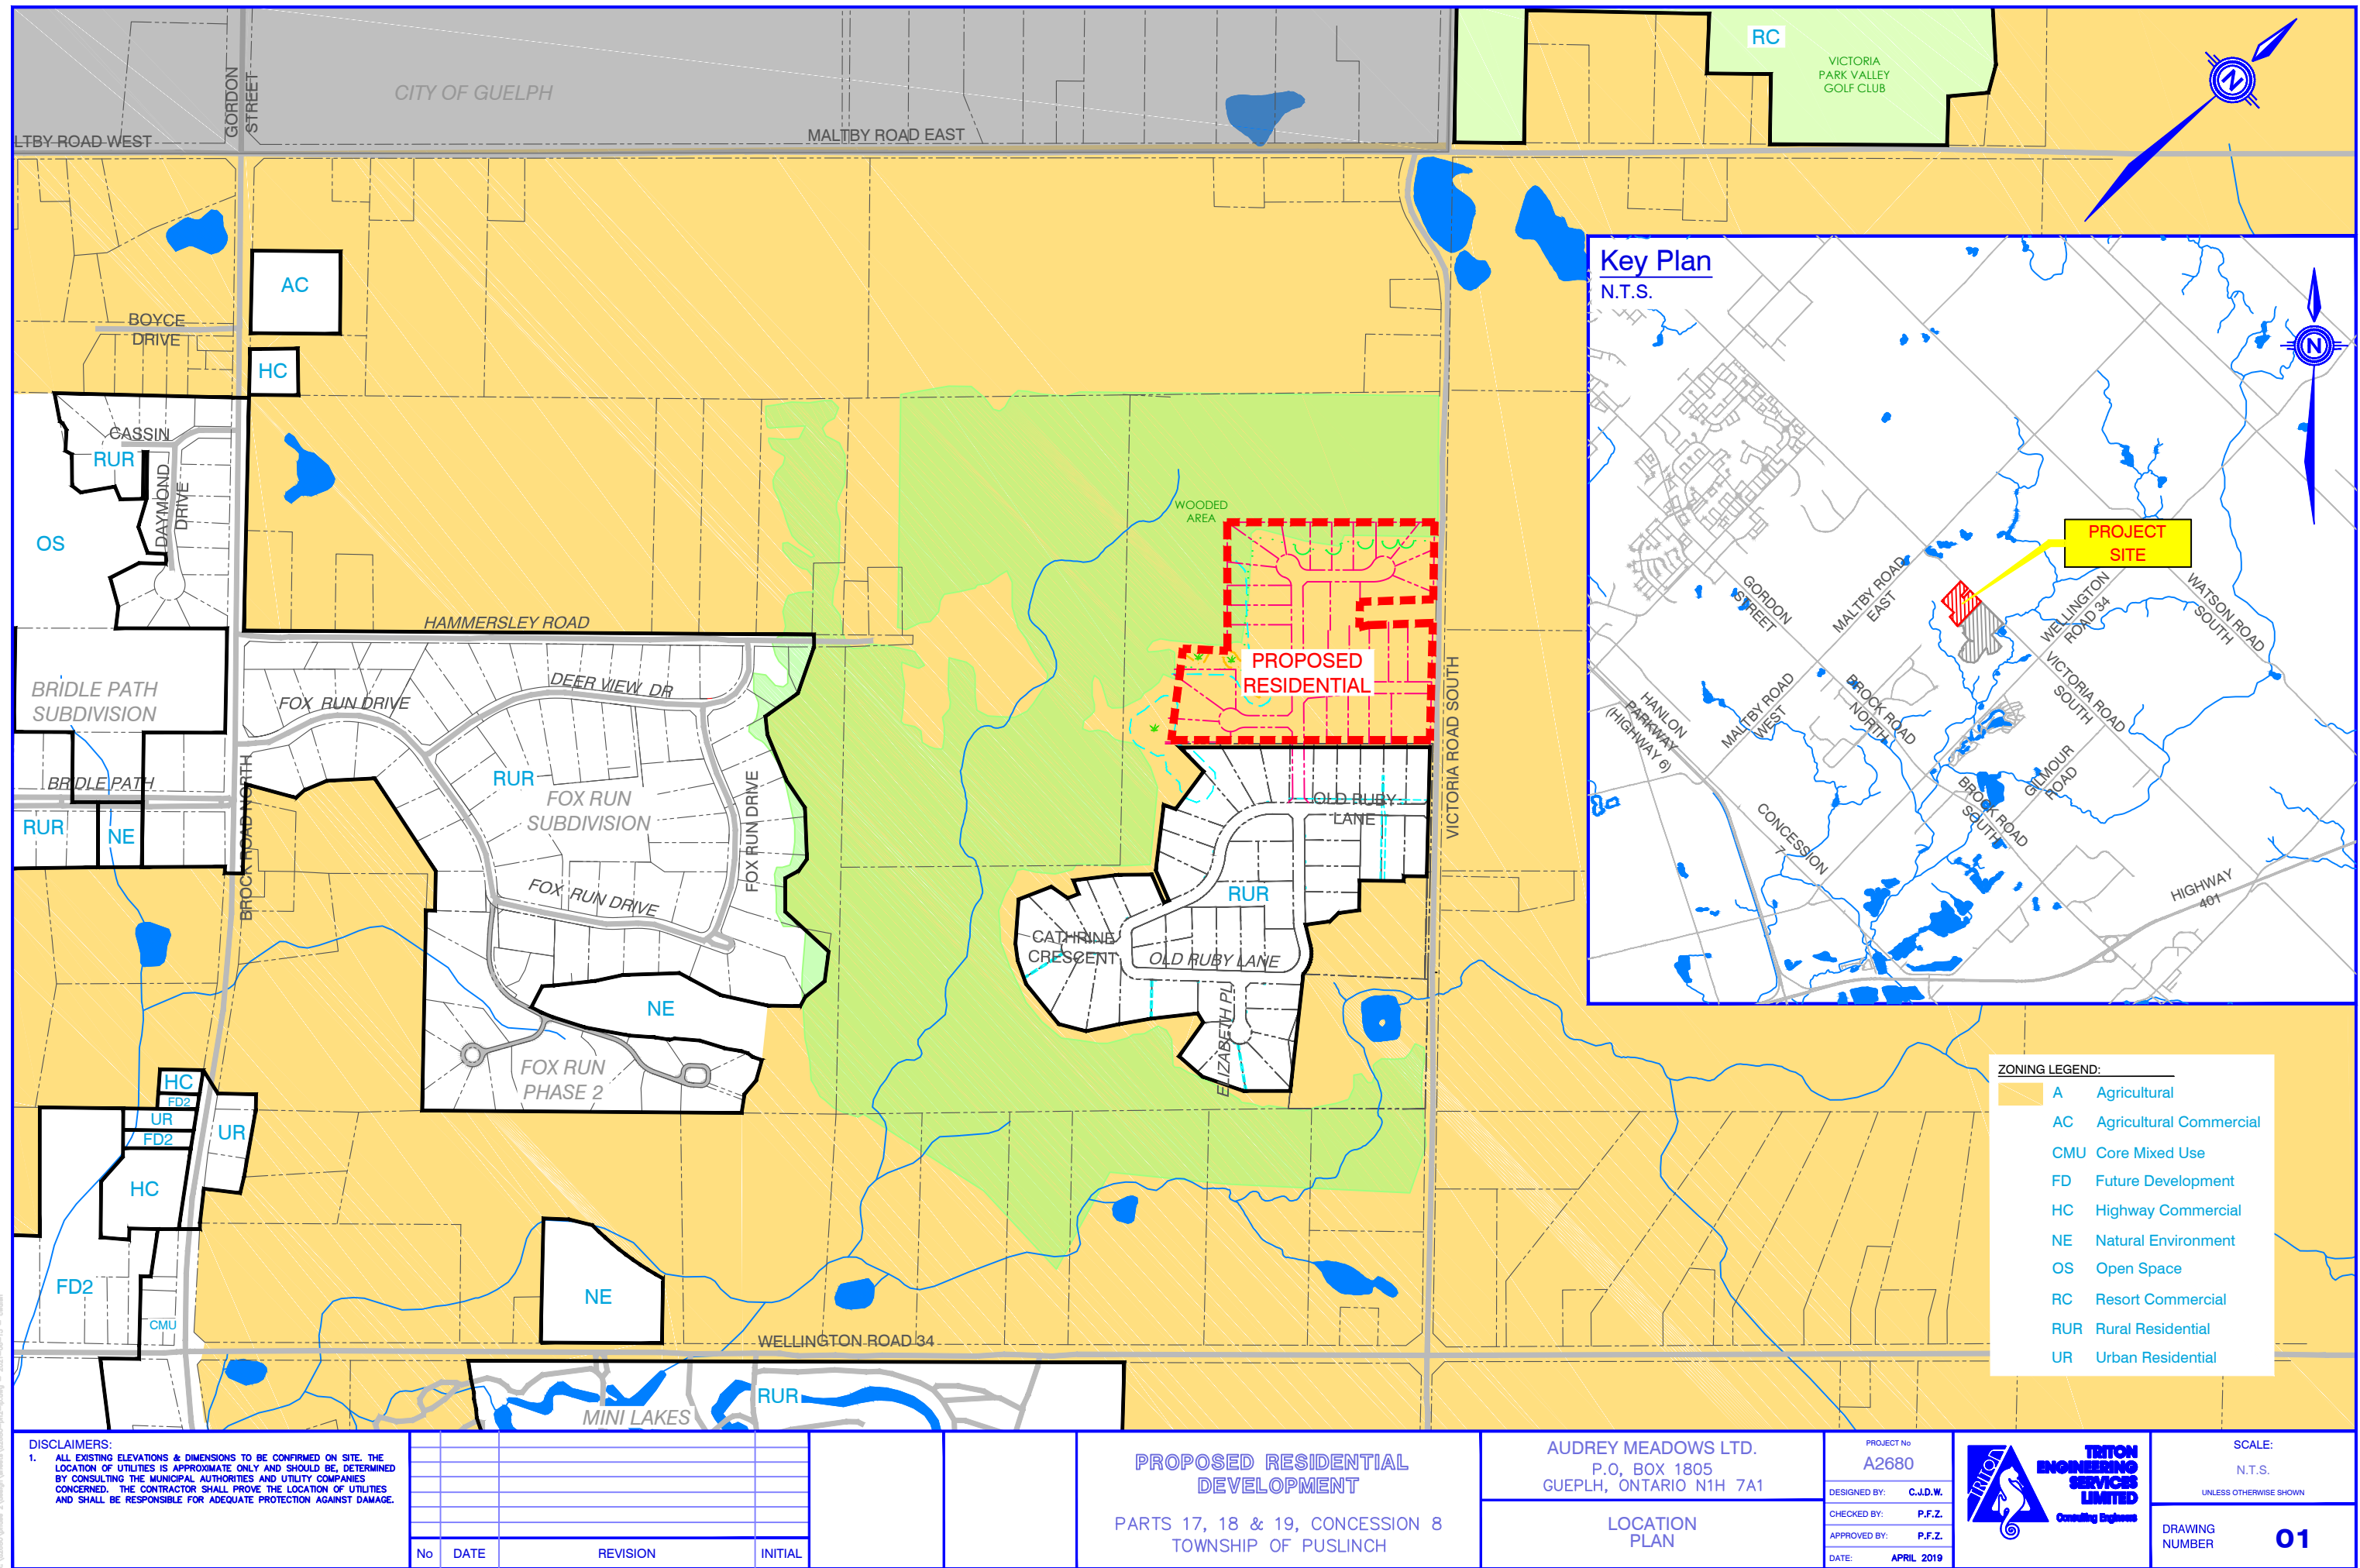 CITY OF GUELPH
GORDON
STREET
LTBY ROAD WEST
MALTBY ROAD EAST
RC
VICTORIA
PARK VALLEY
GOLF CLUB
N
AC
BOYCE
DRIVE
HC
CASSIN
RUR
DAYMOND
DRIVE
OS
WOODED
AREA
HAMMERSLEY ROAD
PROPOSED
RESIDENTIAL
VICTORIA ROAD SOUTH
BRIDLE PATH
SUBDIVISION
FOX RUN DRIVE
DEER VIEW DR
BRIDLE PATH
BROCK ROAD NORTH
RUR
FOX RUN
SUBDIVISION
FOX RUN DRIVE
RUR
NE
OLD RUBY
LANE
RUR
FOX RUN DRIVE
CATHRINE
CRESCENT
OLD RUBY LANE
ELIZABETH PL
NE
FOX RUN
PHASE 2
HC
FD2
UR
FD2
UR
HC
FD2
CMU
NE
WELLINGTON ROAD 34
RUR
MINI LAKES
Key Plan
N.T.S.
N
PROJECT
SITE
GORDON
STREET
MALTBY ROAD
EAST
WELLINGTON
ROAD 34
WATSON ROAD
SOUTH
VICTORIA ROAD
SOUTH
HANLON
PARKWAY
(HIGHWAY 6)
MALTBY ROAD
WEST
BROCK ROAD
NORTH
GILMOUR
ROAD
BROCK ROAD
SOUTH
CONCESSION
7
HIGHWAY
401
ZONING LEGEND:
A Agricultural
AC Agricultural Commercial
CMU Core Mixed Use
FD Future Development
HC Highway Commercial
NE Natural Environment
OS Open Space
RC Resort Commercial
RUR Rural Residential
UR Urban Residential
DISCLAIMERS:
1. ALL EXISTING ELEVATIONS & DIMENSIONS TO BE CONFIRMED ON SITE. THE
LOCATION OF UTILITIES IS APPROXIMATE ONLY AND SHOULD BE, DETERMINED
BY CONSULTING THE MUNICIPAL AUTHORITIES AND UTILITY COMPANIES
CONCERNED. THE CONTRACTOR SHALL PROVE THE LOCATION OF UTILITIES
AND SHALL BE RESPONSIBLE FOR ADEQUATE PROTECTION AGAINST DAMAGE.
No DATE REVISION INITIAL
PROPOSED RESIDENTIAL
DEVELOPMENT
PARTS 17, 18 & 19, CONCESSION 8
TOWNSHIP OF PUSLINCH
AUDREY MEADOWS LTD.
P.O, BOX 1805
GUEPLH, ONTARIO N1H 7A1
LOCATION
PLAN
PROJECT No
A2680
DESIGNED BY: C.J.D.W.
CHECKED BY: P.F.Z.
APPROVED BY: P.F.Z.
DATE: APRIL 2019
TRITON
TRITON
ENGINEERING
SERVICES
LIMITED
Consulting Engineers
SCALE:
N.T.S.
UNLESS OTHERWISE SHOWN
DRAWING
NUMBER 01